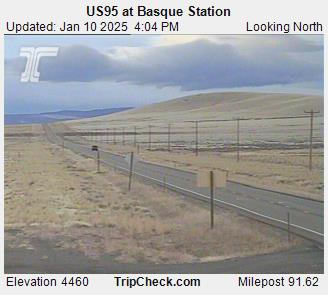 US95 at Basque Station
Updated: Jan 10 2025 4:04 PM Looking North
Elevation 4460 TripCheck.com Milepost 91.62